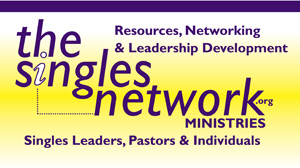 the
singles
network.org
MINISTRIES
Resources, Networking
& Leadership Development
Singles Leaders, Pastors & Individuals